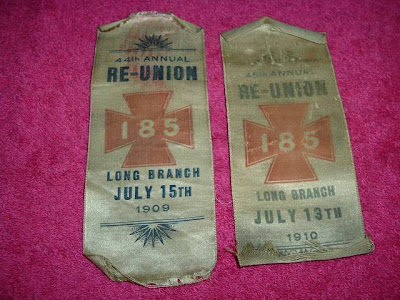 44TH ANNUAL
RE-UNION
185
LONG BRANCH
JULY 15TH
1909
45TH ANNUAL
RE-UNION
185
LONG BRANCH
JULY 13TH
1910